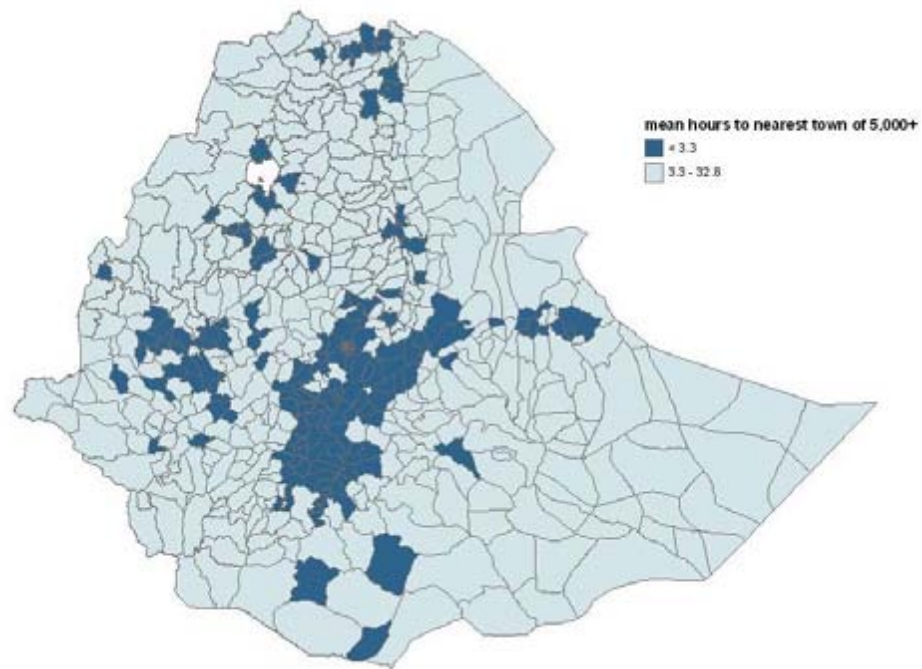 mean hours to nearest town of 5,000+
< 3.3
3.3 - 32.8